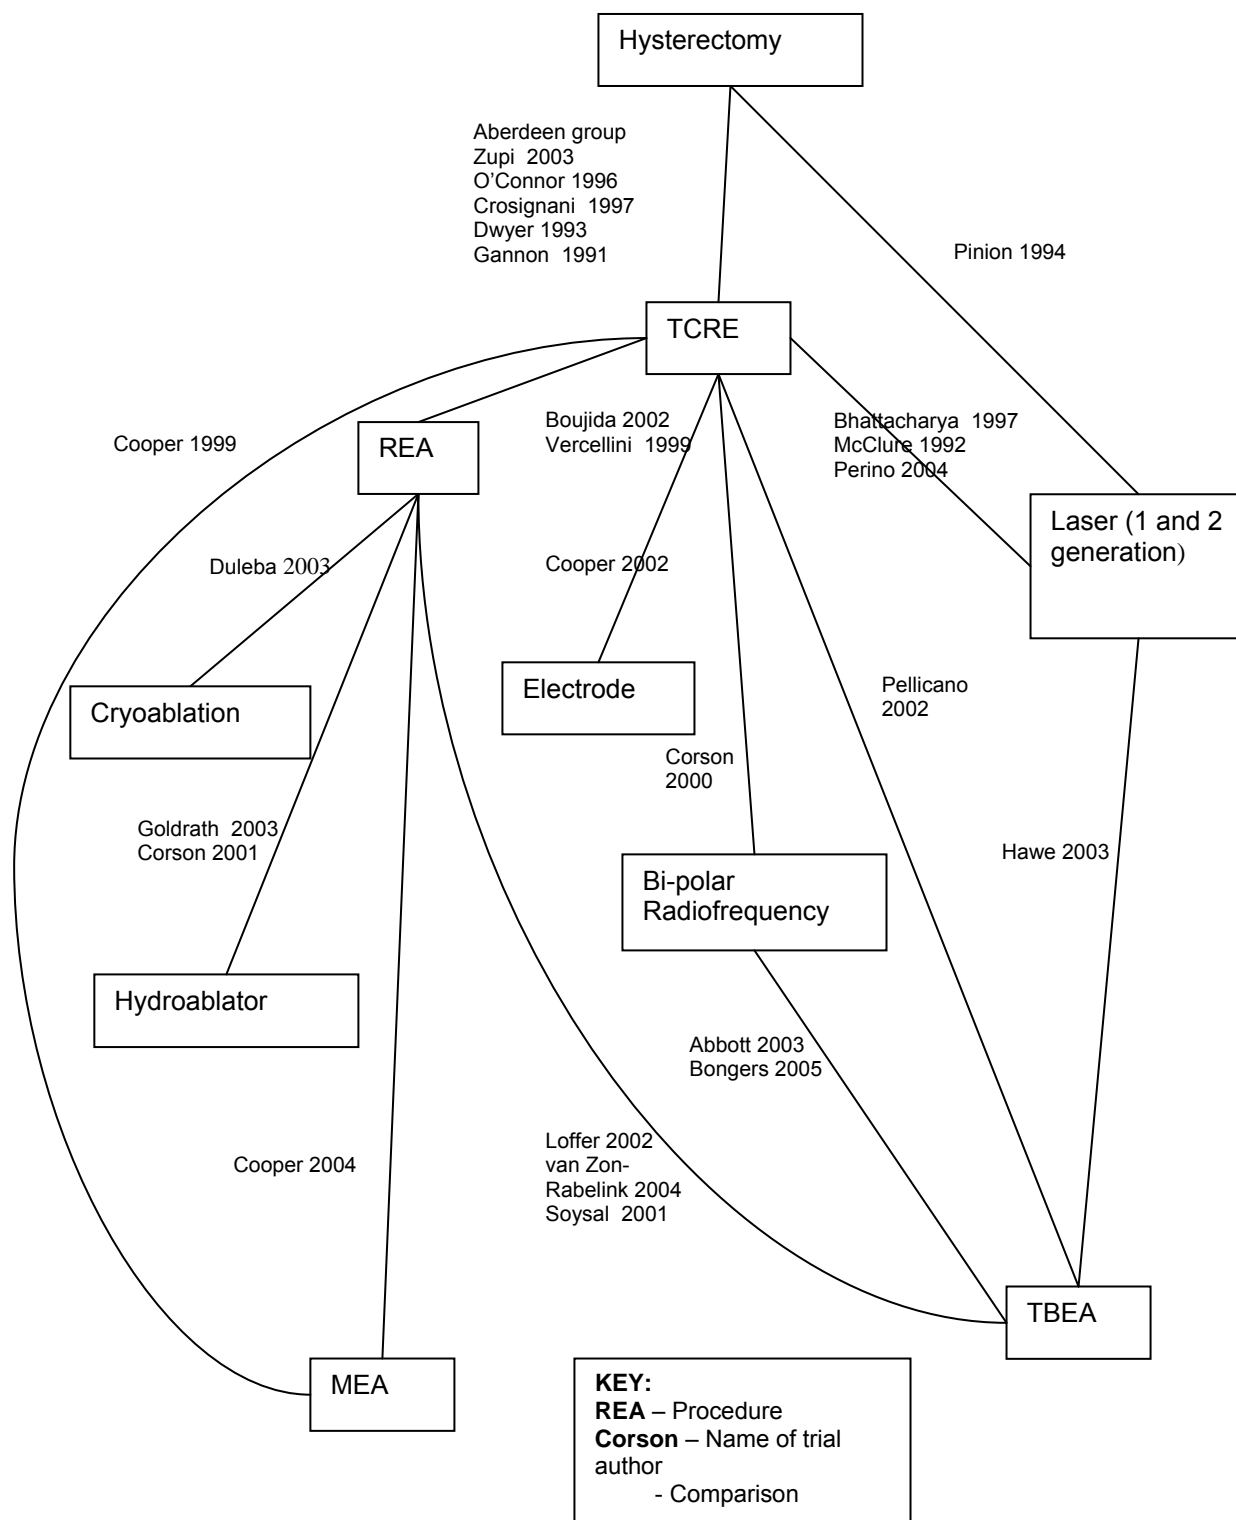 Hysterectomy
Aberdeen group
Zupi  2003
O'Connor 1996
Crosignani  1997
Dwyer 1993
Gannon  1991
Pinion 1994
TCRE
Cooper 1999
REA
Boujida 2002
Vercellini  1999
Bhattacharya  1997
McClure 1992
Perino 2004
Laser (1 and 2
generation)
Duleba 2003
Cooper 2002
Cryoablation
Electrode
Pellicano
2002
Corson
2000
Goldrath  2003
Corson 2001
Hawe 2003
Bi-polar
Radiofrequency
Hydroablator
Abbott 2003
Bongers 2005
Cooper 2004
Loffer 2002
van Zon-
Rabelink 2004
Soysal  2001
TBEA
MEA
KEY:
REA – Procedure
Corson – Name of trial
author
- Comparison